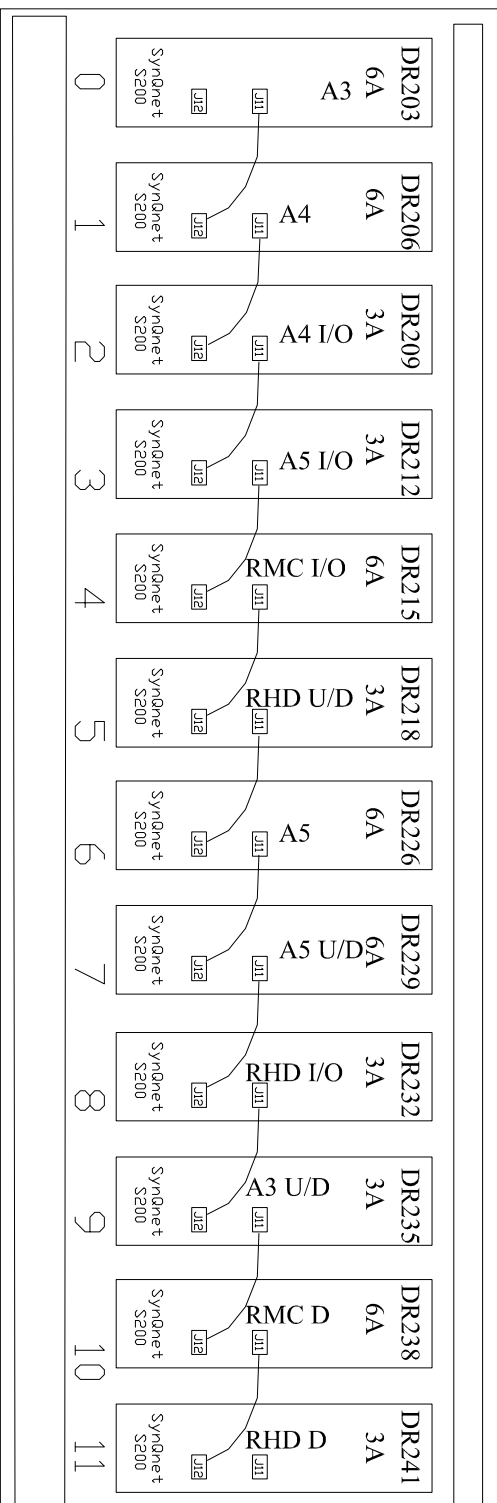 DR203
6A
A3
J11
J12
SynQnet
S200
0
DR206
6A
A4
J11
J12
SynQnet
S200
1
DR209
3A
A4 I/O
J11
J12
SynQnet
S200
2
DR212
3A
A5 I/O
J11
J12
SynQnet
S200
3
DR215
6A
RMC I/O
J11
J12
SynQnet
S200
4
DR218
3A
RHD U/D
J11
J12
SynQnet
S200
5
DR226
6A
A5
J11
J12
SynQnet
S200
6
DR229
6A
A5 U/D
J11
J12
SynQnet
S200
7
DR232
3A
RHD I/O
J11
J12
SynQnet
S200
8
DR235
3A
A3 U/D
J11
J12
SynQnet
S200
9
DR238
6A
RMC D
J11
J12
SynQnet
S200
10
DR241
3A
RHD D
J11
J12
SynQnet
S200
11